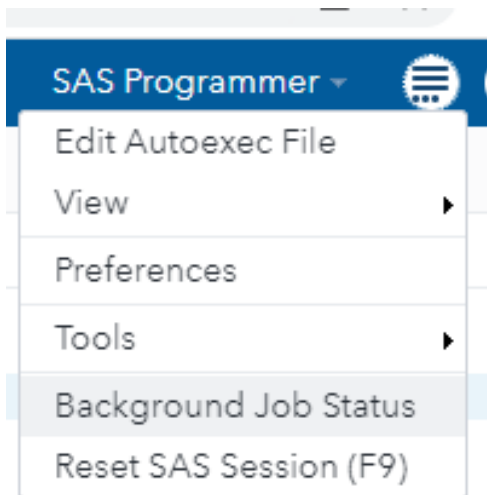 SAS Programmer
Edit Autoexec File
View
Preferences
Tools
Background Job Status
Reset SAS Session (F9)